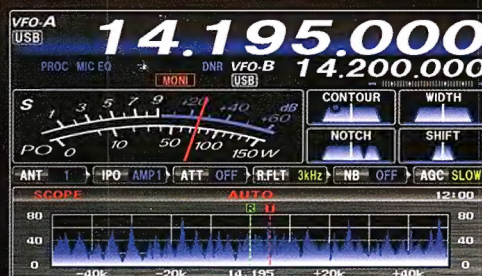 VFO-A 14.195.000
USB
PROC MIC EQ DNR VFO-B 14.200.000
MONI USB
S 1 3 5 7 9 +20 +40 +60 dB
PO 0 10 50 100 150 W
CONTOUR WIDTH
NOTCH SHIFT
ANT 1 IPO AMP1 ATT OFF R.FLT 3kHz NB OFF AGC SLOW
SCOPE AUTO 12:00
R T
80 80
40 40
0 0
-40k -20k 14.195 +20k +40k